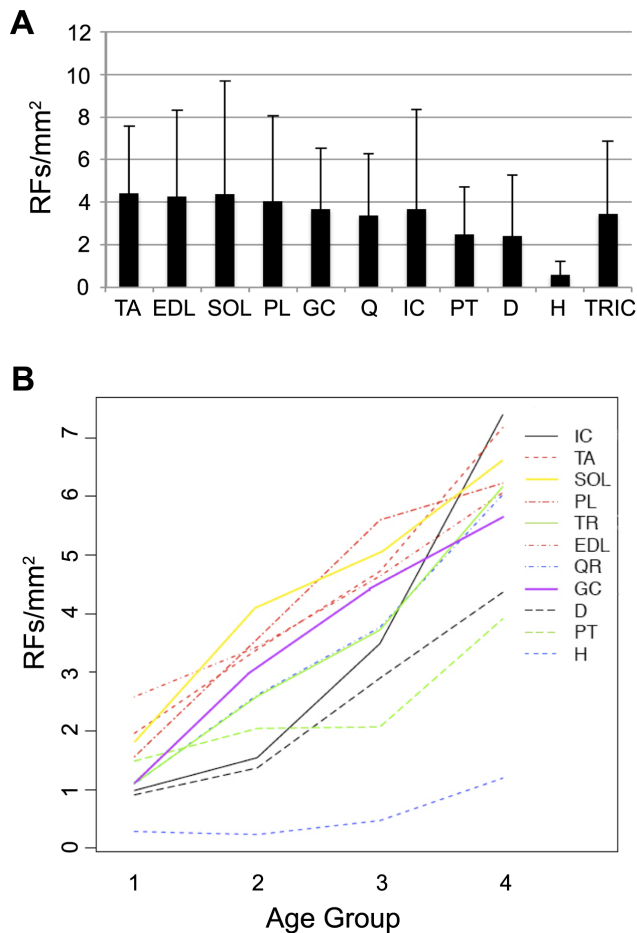 A
RFs/mm²
12
10
8
6
4
2
0
TA EDL SOL PL GC Q IC PT D H TRIC
B
RFs/mm²
7
6
5
4
3
2
1
0
IC
TA
SOL
PL
TR
EDL
QR
GC
D
PT
H
1 2 3 4
Age Group